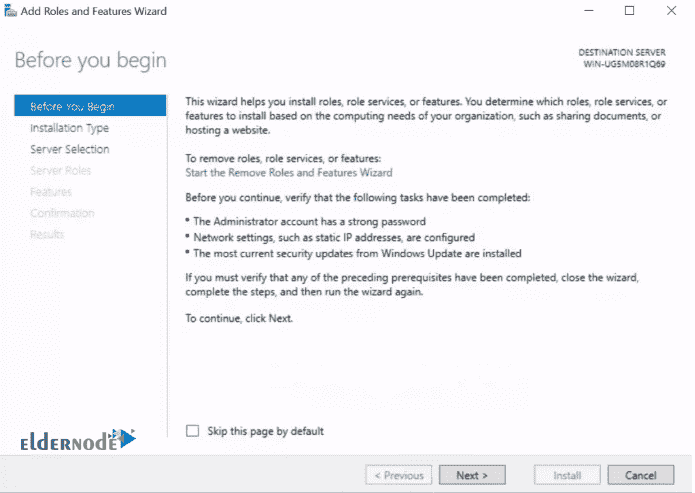 Add Roles and Features Wizard
Before you begin
DESTINATION SERVER
WIN-UG5M08R1Q69
Before You Begin
Installation Type
Server Selection
Server Roles
Features
Confirmation
Results
This wizard helps you install roles, role services, or features. You determine which roles, role services, or
features to install based on the computing needs of your organization, such as sharing documents, or
hosting a website.
To remove roles, role services, or features:
Start the Remove Roles and Features Wizard
Before you continue, verify that the following tasks have been completed:
• The Administrator account has a strong password
• Network settings, such as static IP addresses, are configured
• The most current security updates from Windows Update are installed
If you must verify that any of the preceding prerequisites have been completed, close the wizard,
complete the steps, and then run the wizard again.
To continue, click Next.
Skip this page by default
eldernode
< Previous
Next >
Install
Cancel